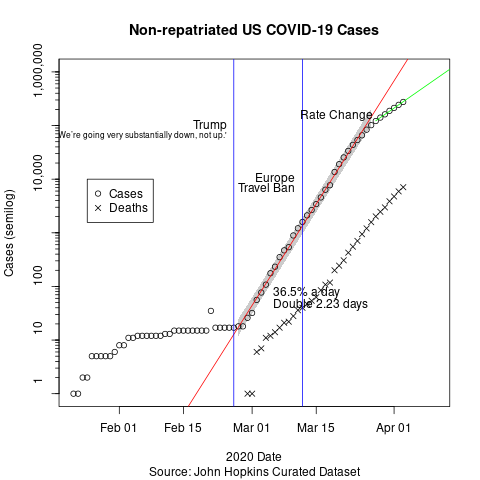 Non-repatriated US COVID-19 Cases
1,000,000
10,000
100
10
1
Cases (semilog)
Trump
'We're going very substantially down, not up.'
Rate Change
Europe
Travel Ban
Cases
Deaths
36.5% a day
Double 2.23 days
Feb 01
Feb 15
Mar 01
Mar 15
Apr 01
2020 Date
Source: John Hopkins Curated Dataset